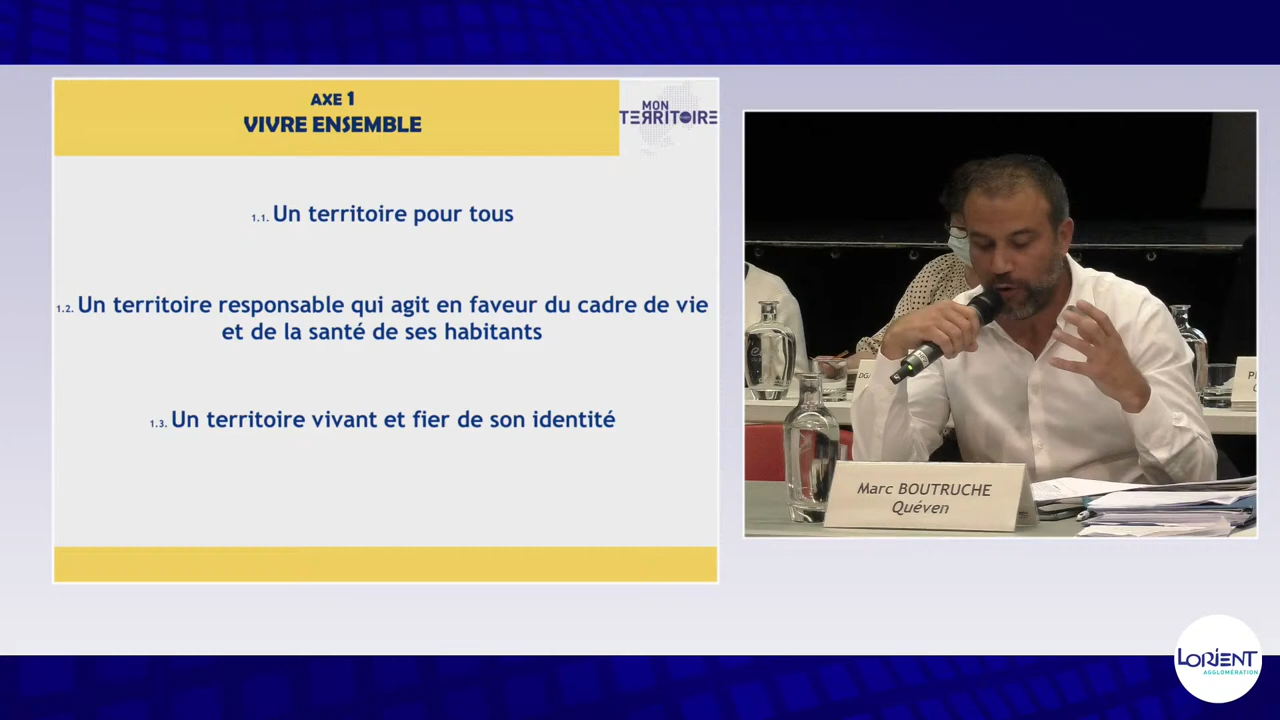 AXE 1
VIVRE ENSEMBLE
MON
TERRITOIRE
1.1. Un territoire pour tous
1.2. Un territoire responsable qui agit en faveur du cadre de vie
et de la santé de ses habitants
1.3. Un territoire vivant et fier de son identité
DGA
Marc BOUTRUCHE
Quéven
LORIENT
AGGLOMÉRATION